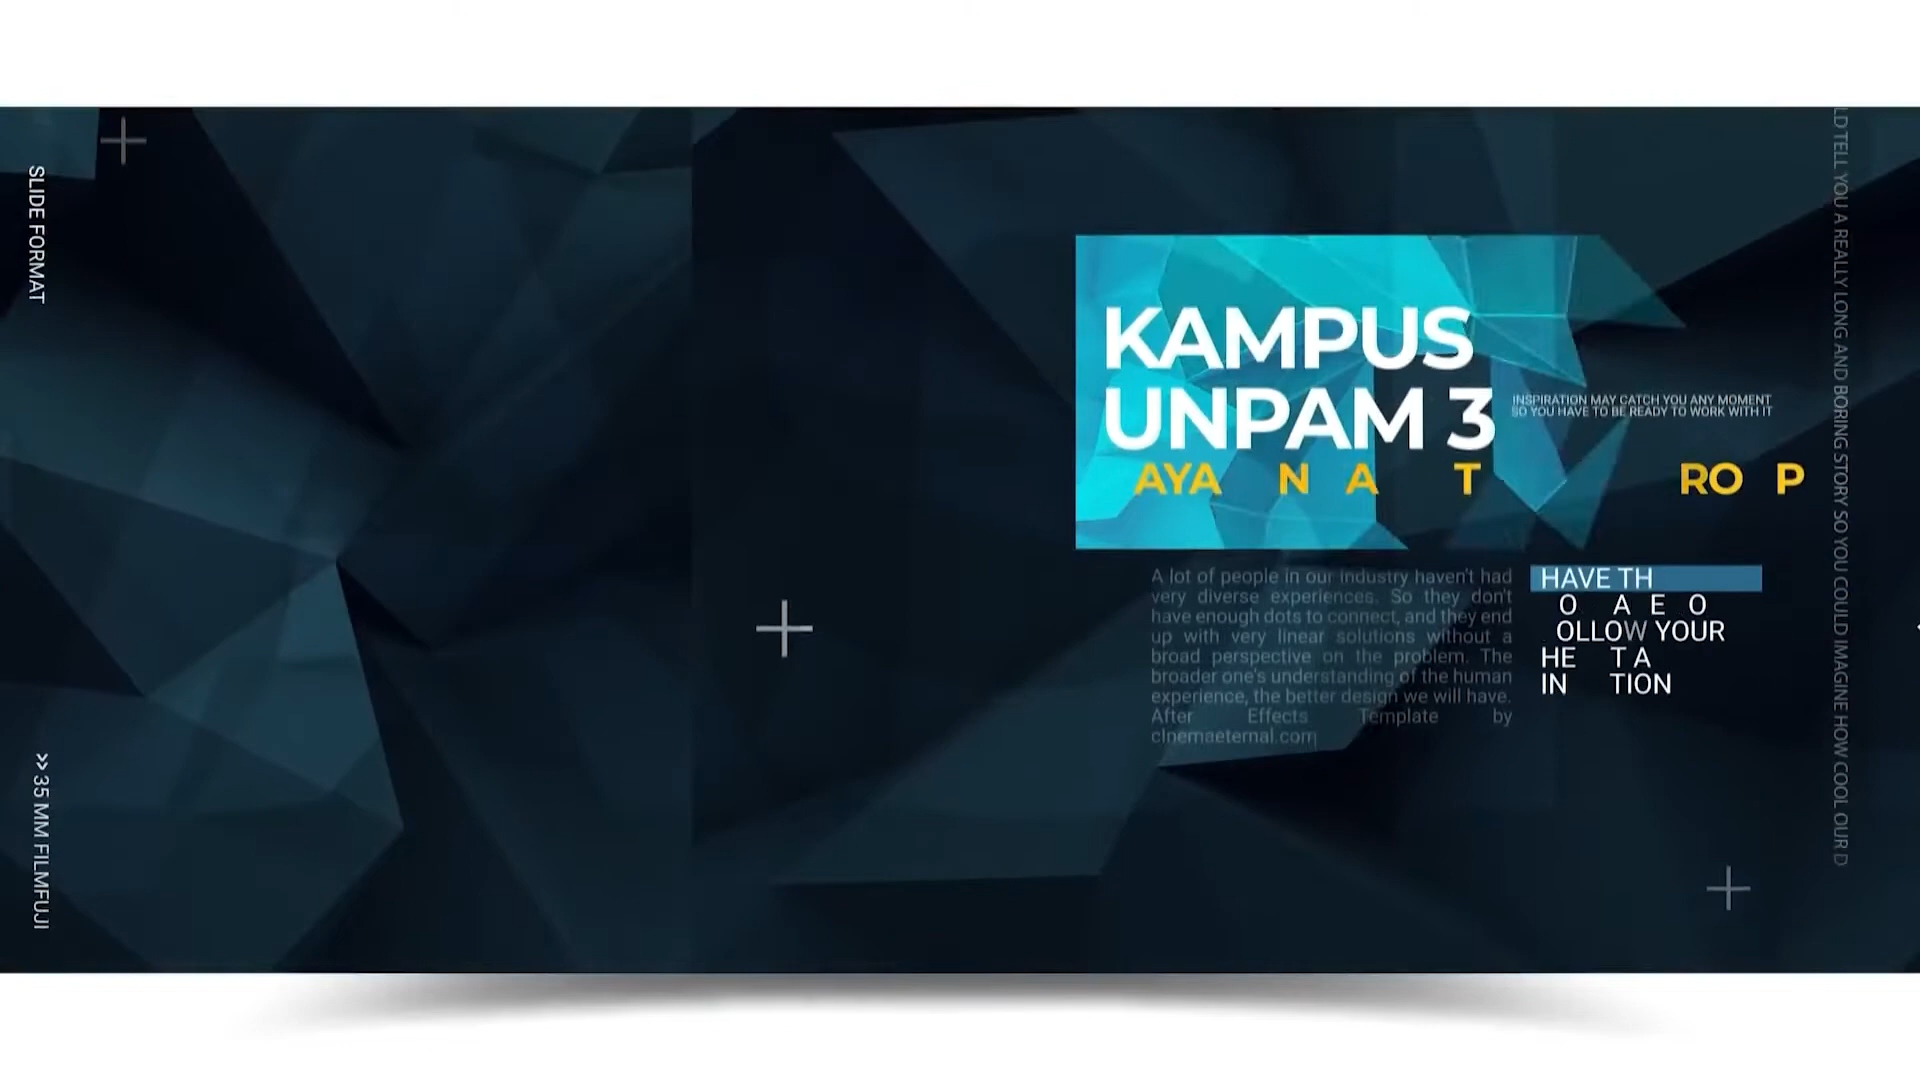 SLIDE FORMAT
>> 35 MM FILMFUJI
KAMPUS
UNPAM 3
AYA N A T RO P
INSPIRATION MAY CATCH YOU ANY MOMENT
SO YOU HAVE TO BE READY TO WORK WITH IT
A lot of people in our industry haven't had
very diverse experiences. So they don't
have enough dots to connect, and they end
up with very linear solutions without a
broad perspective on the problem. The
broader one's understanding of the human
experience, the better design we will have.
After Effects Template by
cinemaeternal.com
HAVE TH
O A E O
OLLOW YOUR
HE T A
IN TION
LD TELL YOU A REALLY LONG AND BORING STORY SO YOU COULD IMAGINE HOW COOL OUR D